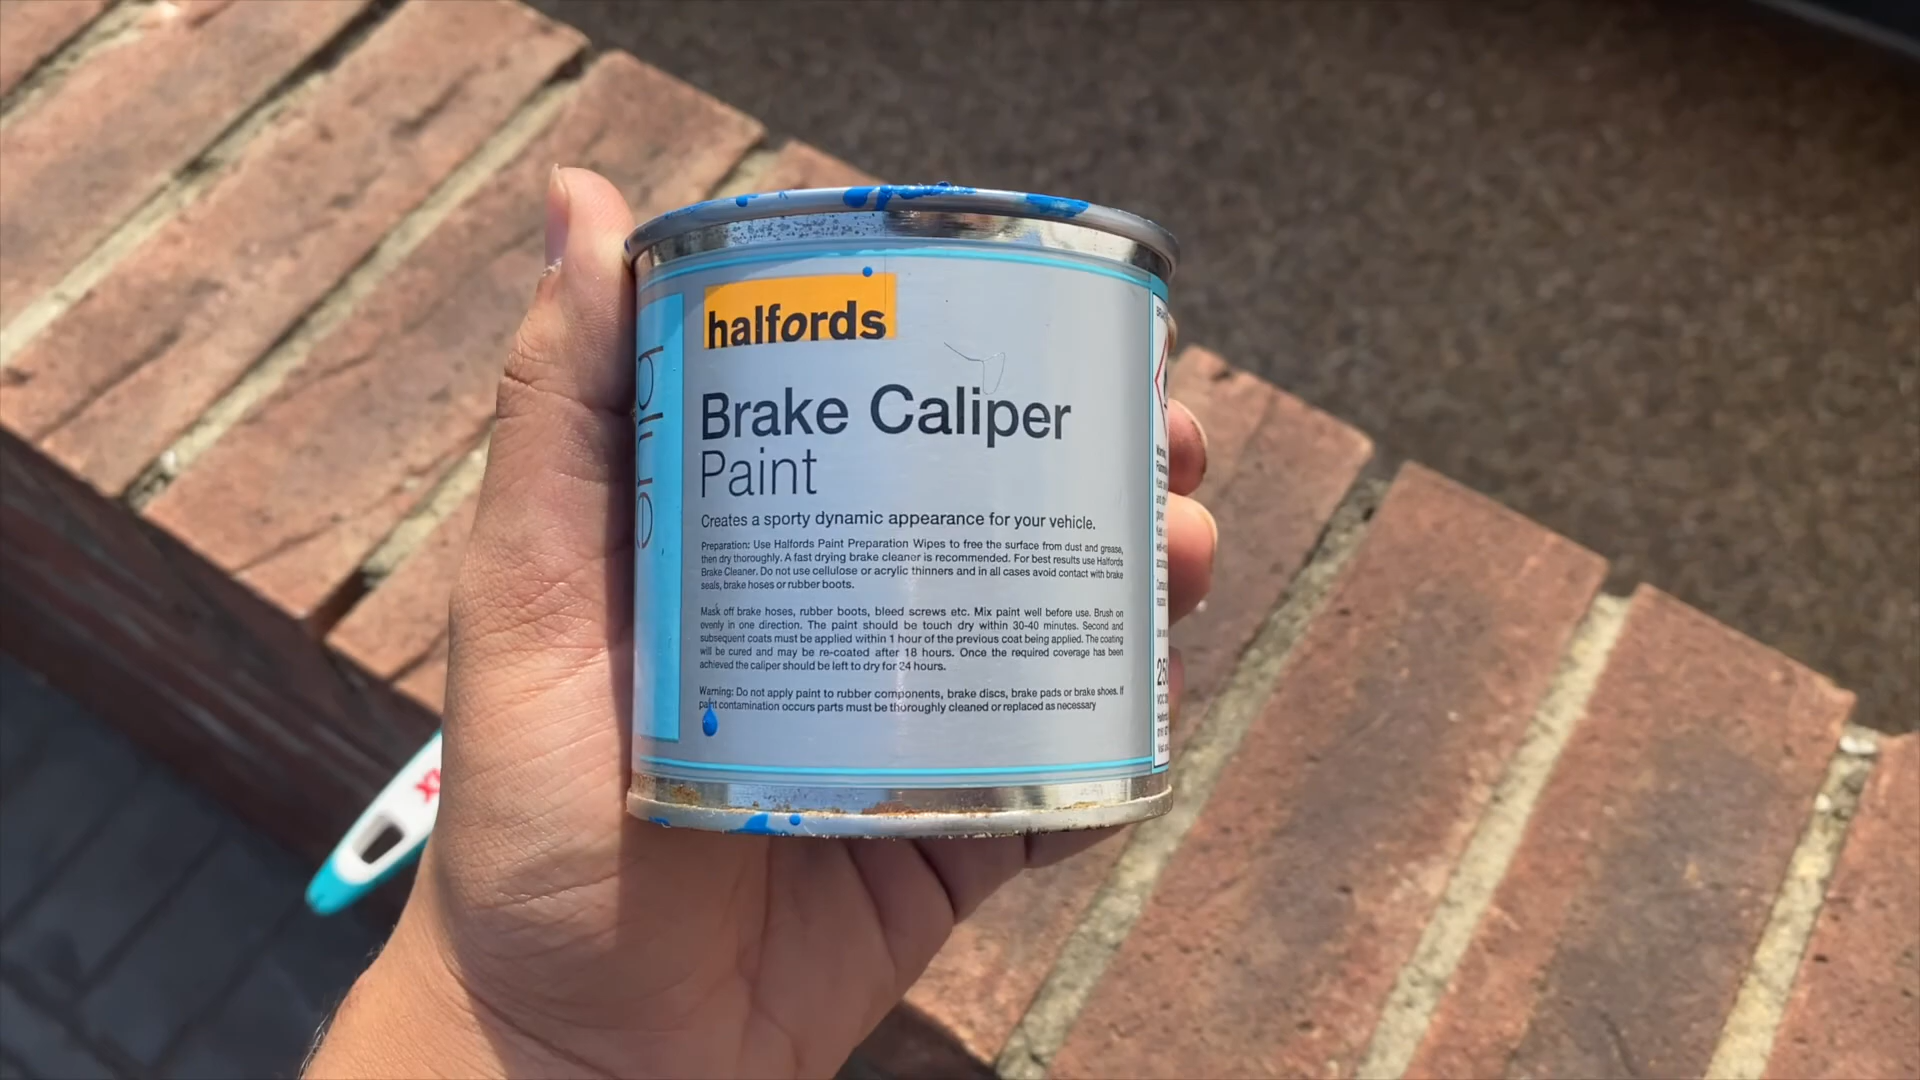 halfords
blue
Brake Caliper
Paint
Creates a sporty dynamic appearance for your vehicle.
Preparation: Use Halfords Paint Preparation Wipes to free the surface from dust and grease,
then dry thoroughly. A fast drying brake cleaner is recommended. For best results use Halfords
Brake Cleaner. Do not use cellulose or acrylic thinners and in all cases avoid contact with brake
seals, brake hoses or rubber boots.
Mask off brake hoses, rubber boots, bleed screws etc. Mix paint well before use. Brush on
evenly in one direction. The paint should be touch dry within 30-40 minutes. Second and
subsequent coats must be applied within 1 hour of the previous coat being applied. The coating
will be cured and may be re-coated after 18 hours. Once the required coverage has been
achieved the caliper should be left to dry for 24 hours.
Warning: Do not apply paint to rubber components, brake discs, brake pads or brake shoes. If
paint contamination occurs parts must be thoroughly cleaned or replaced as necessary